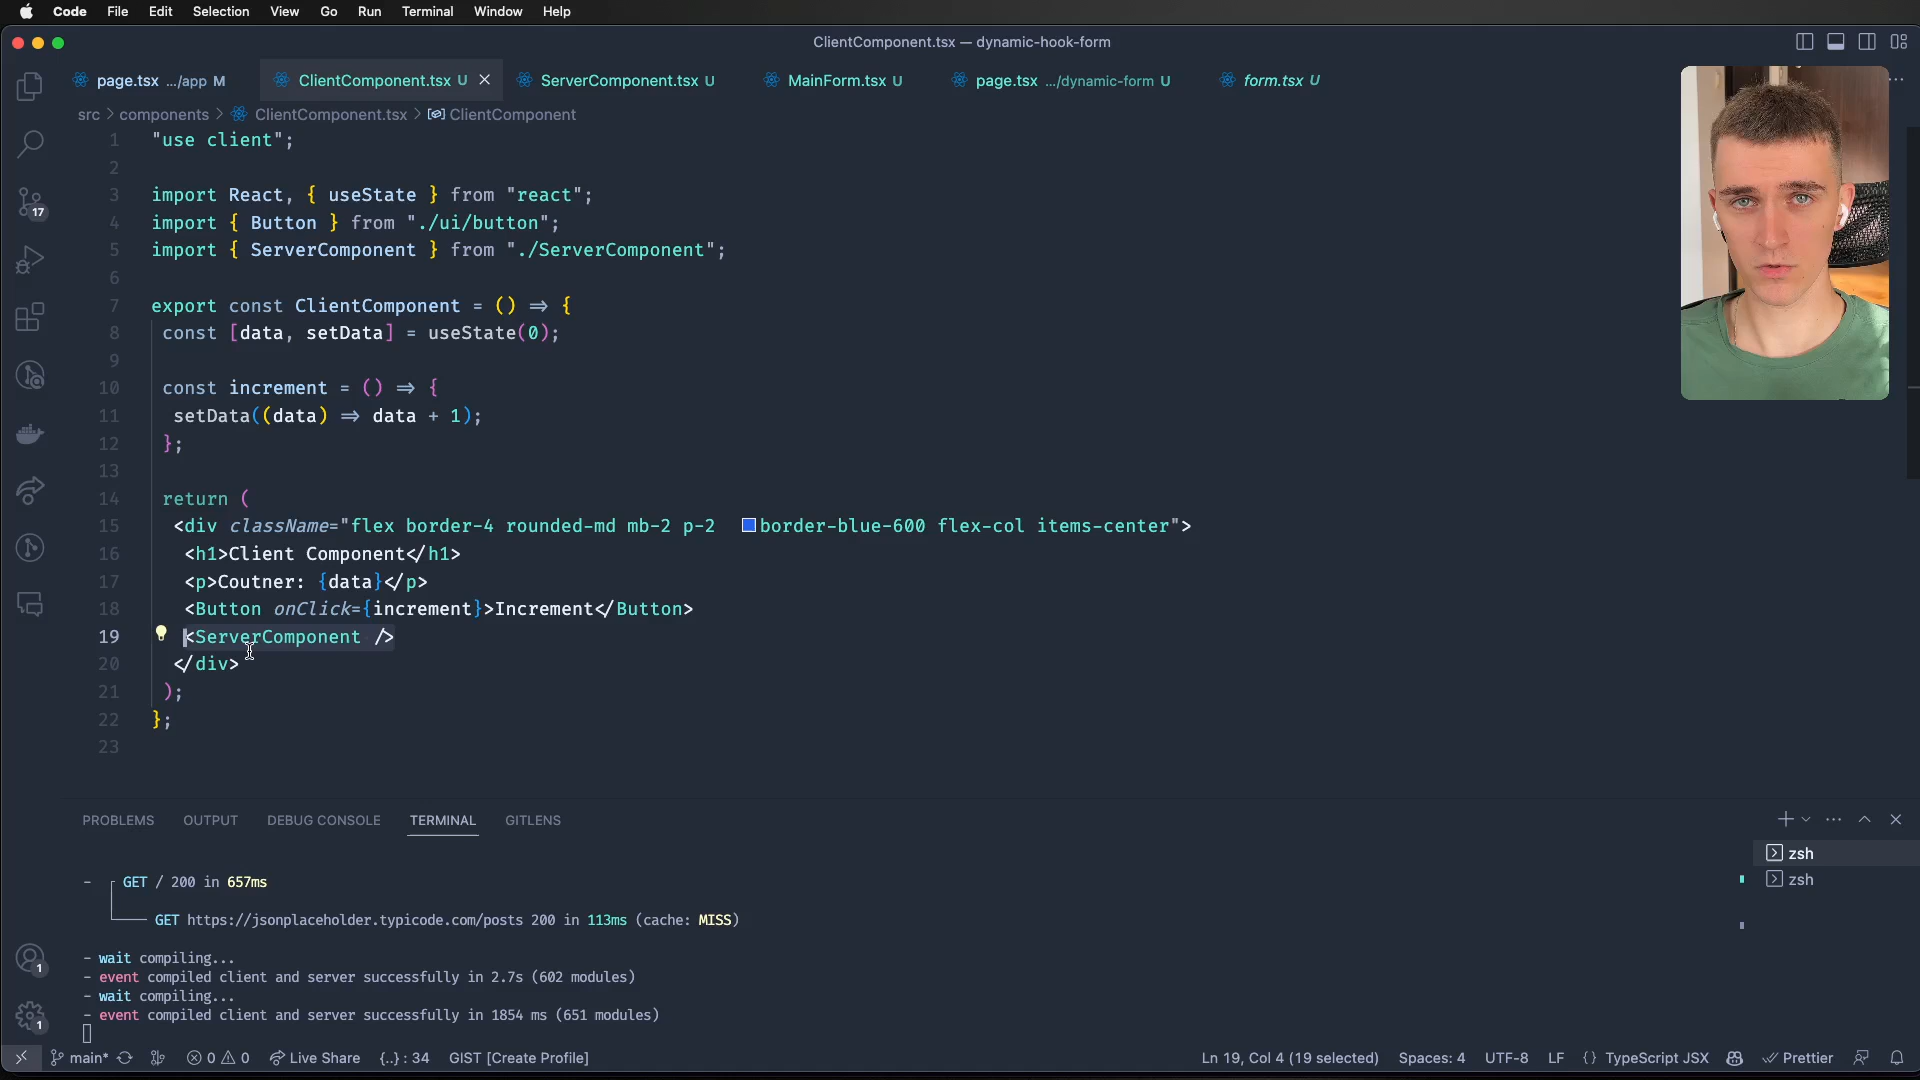 Code File Edit Selection View Go Run Terminal Window Help
ClientComponent.tsx — dynamic-hook-form
page.tsx .../app M ClientComponent.tsx U ServerComponent.tsx U MainForm.tsx U page.tsx .../dynamic-form U form.tsx U
src > components > ClientComponent.tsx > ClientComponent
1 "use client";
2
3 import React, { useState } from "react";
4 import { Button } from "./ui/button";
5 import { ServerComponent } from "./ServerComponent";
6
7 export const ClientComponent = () => {
8 const [data, setData] = useState(0);
9
10 const increment = () => {
11 setData((data) => data + 1);
12 };
13
14 return (
15 <div className="flex border-4 rounded-md mb-2 p-2 border-blue-600 flex-col items-center">
16 <h1>Client Component</h1>
17 <p>Coutner: {data}</p>
18 <Button onClick={increment}>Increment</Button>
19 <ServerComponent />
20 </div>
21 );
22 };
23
17
PROBLEMS OUTPUT DEBUG CONSOLE TERMINAL GITLENS
zsh
zsh
- GET / 200 in 657ms
GET https://jsonplaceholder.typicode.com/posts 200 in 113ms (cache: MISS)
- wait compiling...
- event compiled client and server successfully in 2.7s (602 modules)
- wait compiling...
- event compiled client and server successfully in 1854 ms (651 modules)
1
1
main* 0 0 Live Share {..} : 34 GIST [Create Profile] Ln 19, Col 4 (19 selected) Spaces: 4 UTF-8 LF {} TypeScript JSX Prettier